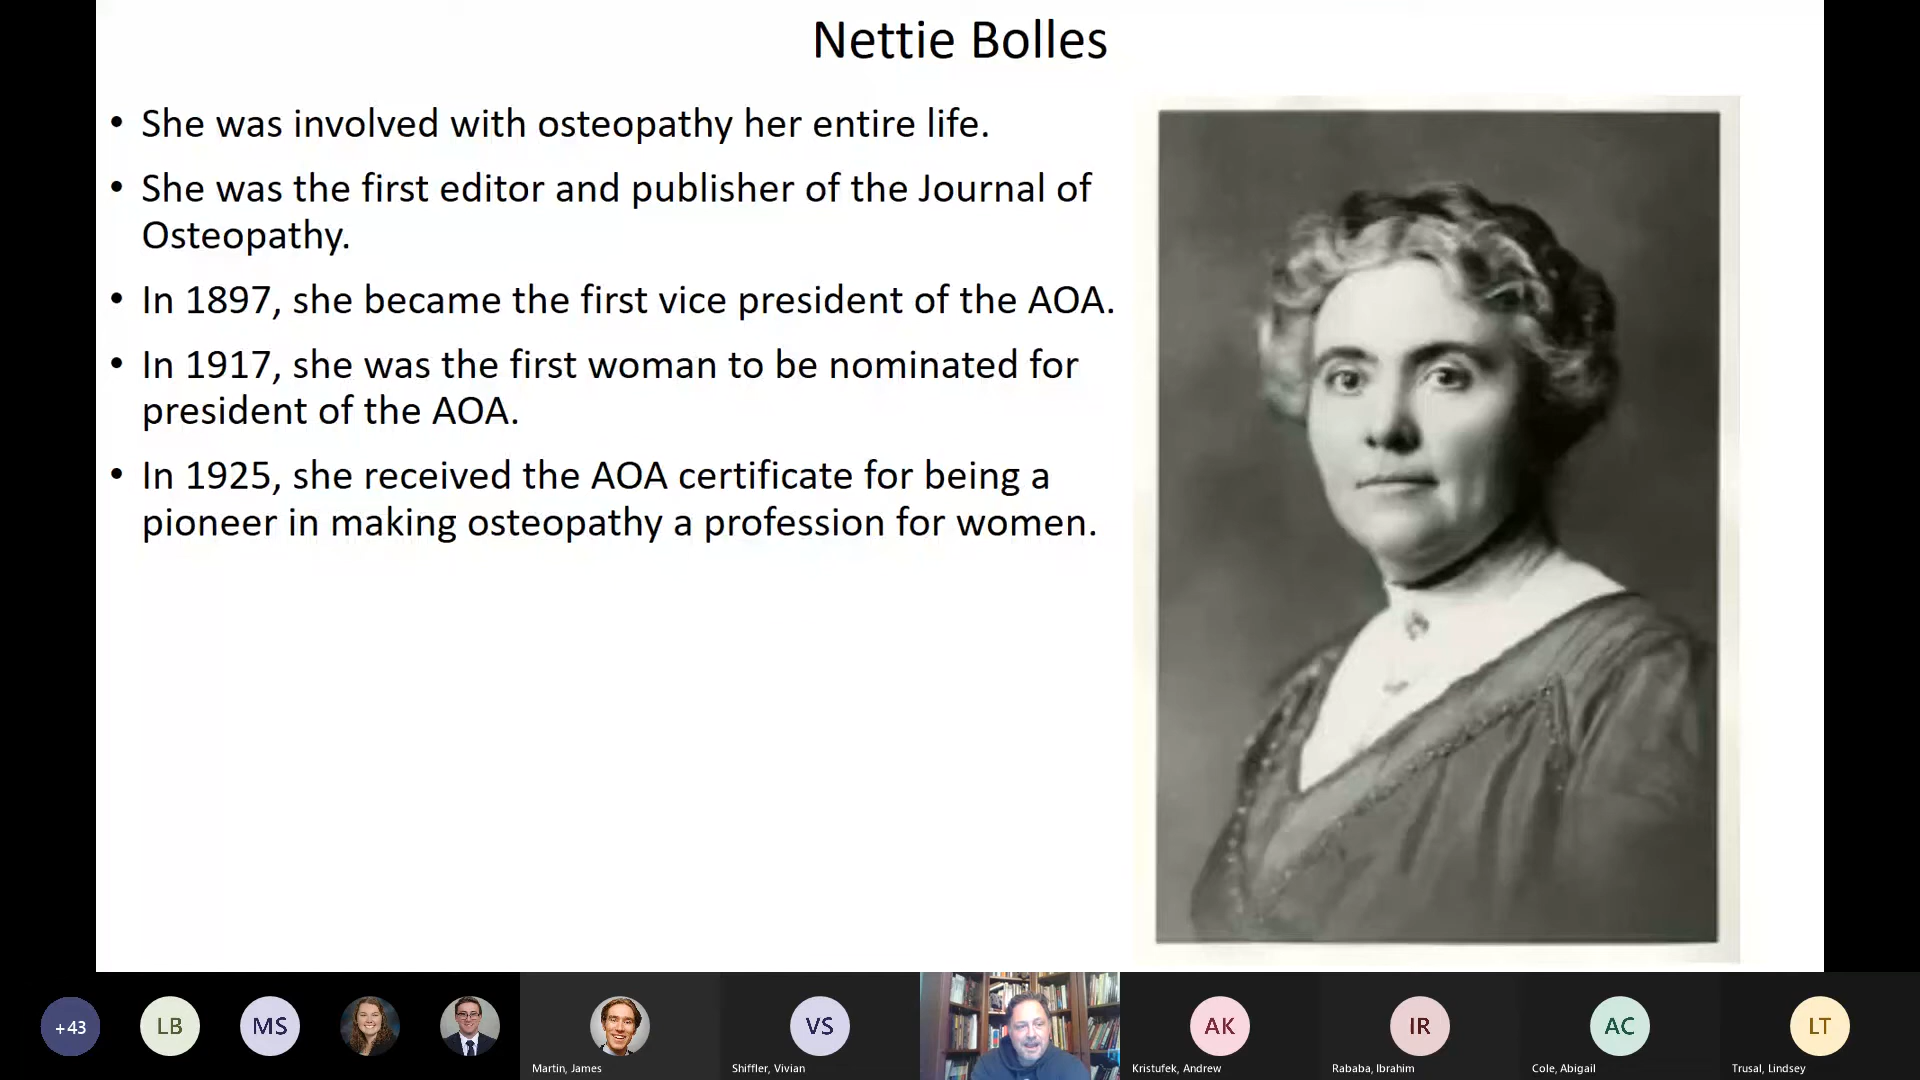 Nettie Bolles
• She was involved with osteopathy her entire life.
• She was the first editor and publisher of the Journal of
Osteopathy.
• In 1897, she became the first vice president of the AOA.
• In 1917, she was the first woman to be nominated for
president of the AOA.
• In 1925, she received the AOA certificate for being a
pioneer in making osteopathy a profession for women.
+43
LB
MS
Martin, James
VS
Shiffler, Vivian
AK
Kristufek, Andrew
IR
Rababa, Ibrahim
AC
Cole, Abigail
LT
Trusal, Lindsey